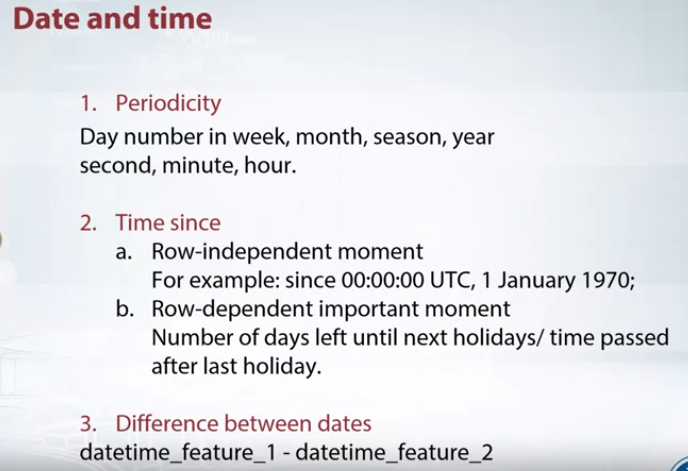 Date and time
1. Periodicity
Day number in week, month, season, year
second, minute, hour.
2. Time since
a. Row-independent moment
For example: since 00:00:00 UTC, 1 January 1970;
b. Row-dependent important moment
Number of days left until next holidays/ time passed
after last holiday.
3. Difference between dates
datetime_feature_1 - datetime_feature_2